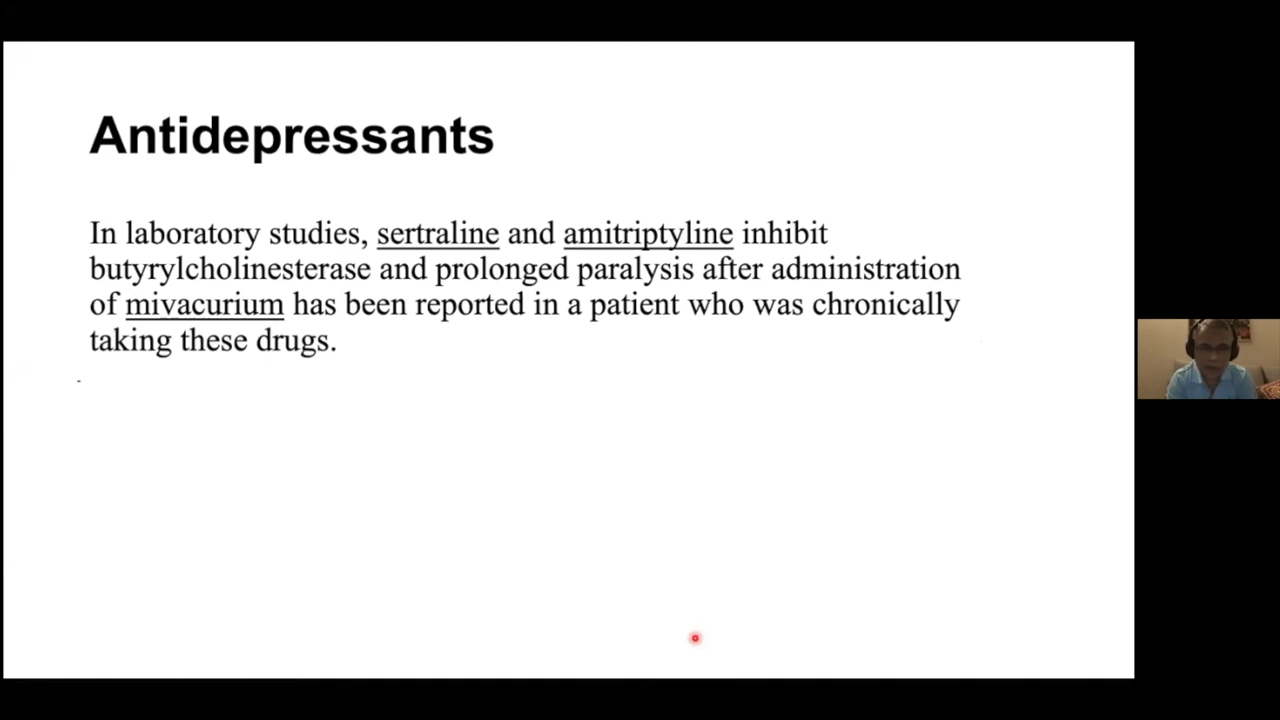 Antidepressants
In laboratory studies, sertraline and amitriptyline inhibit
butyrylcholinesterase and prolonged paralysis after administration
of mivacurium has been reported in a patient who was chronically
taking these drugs.